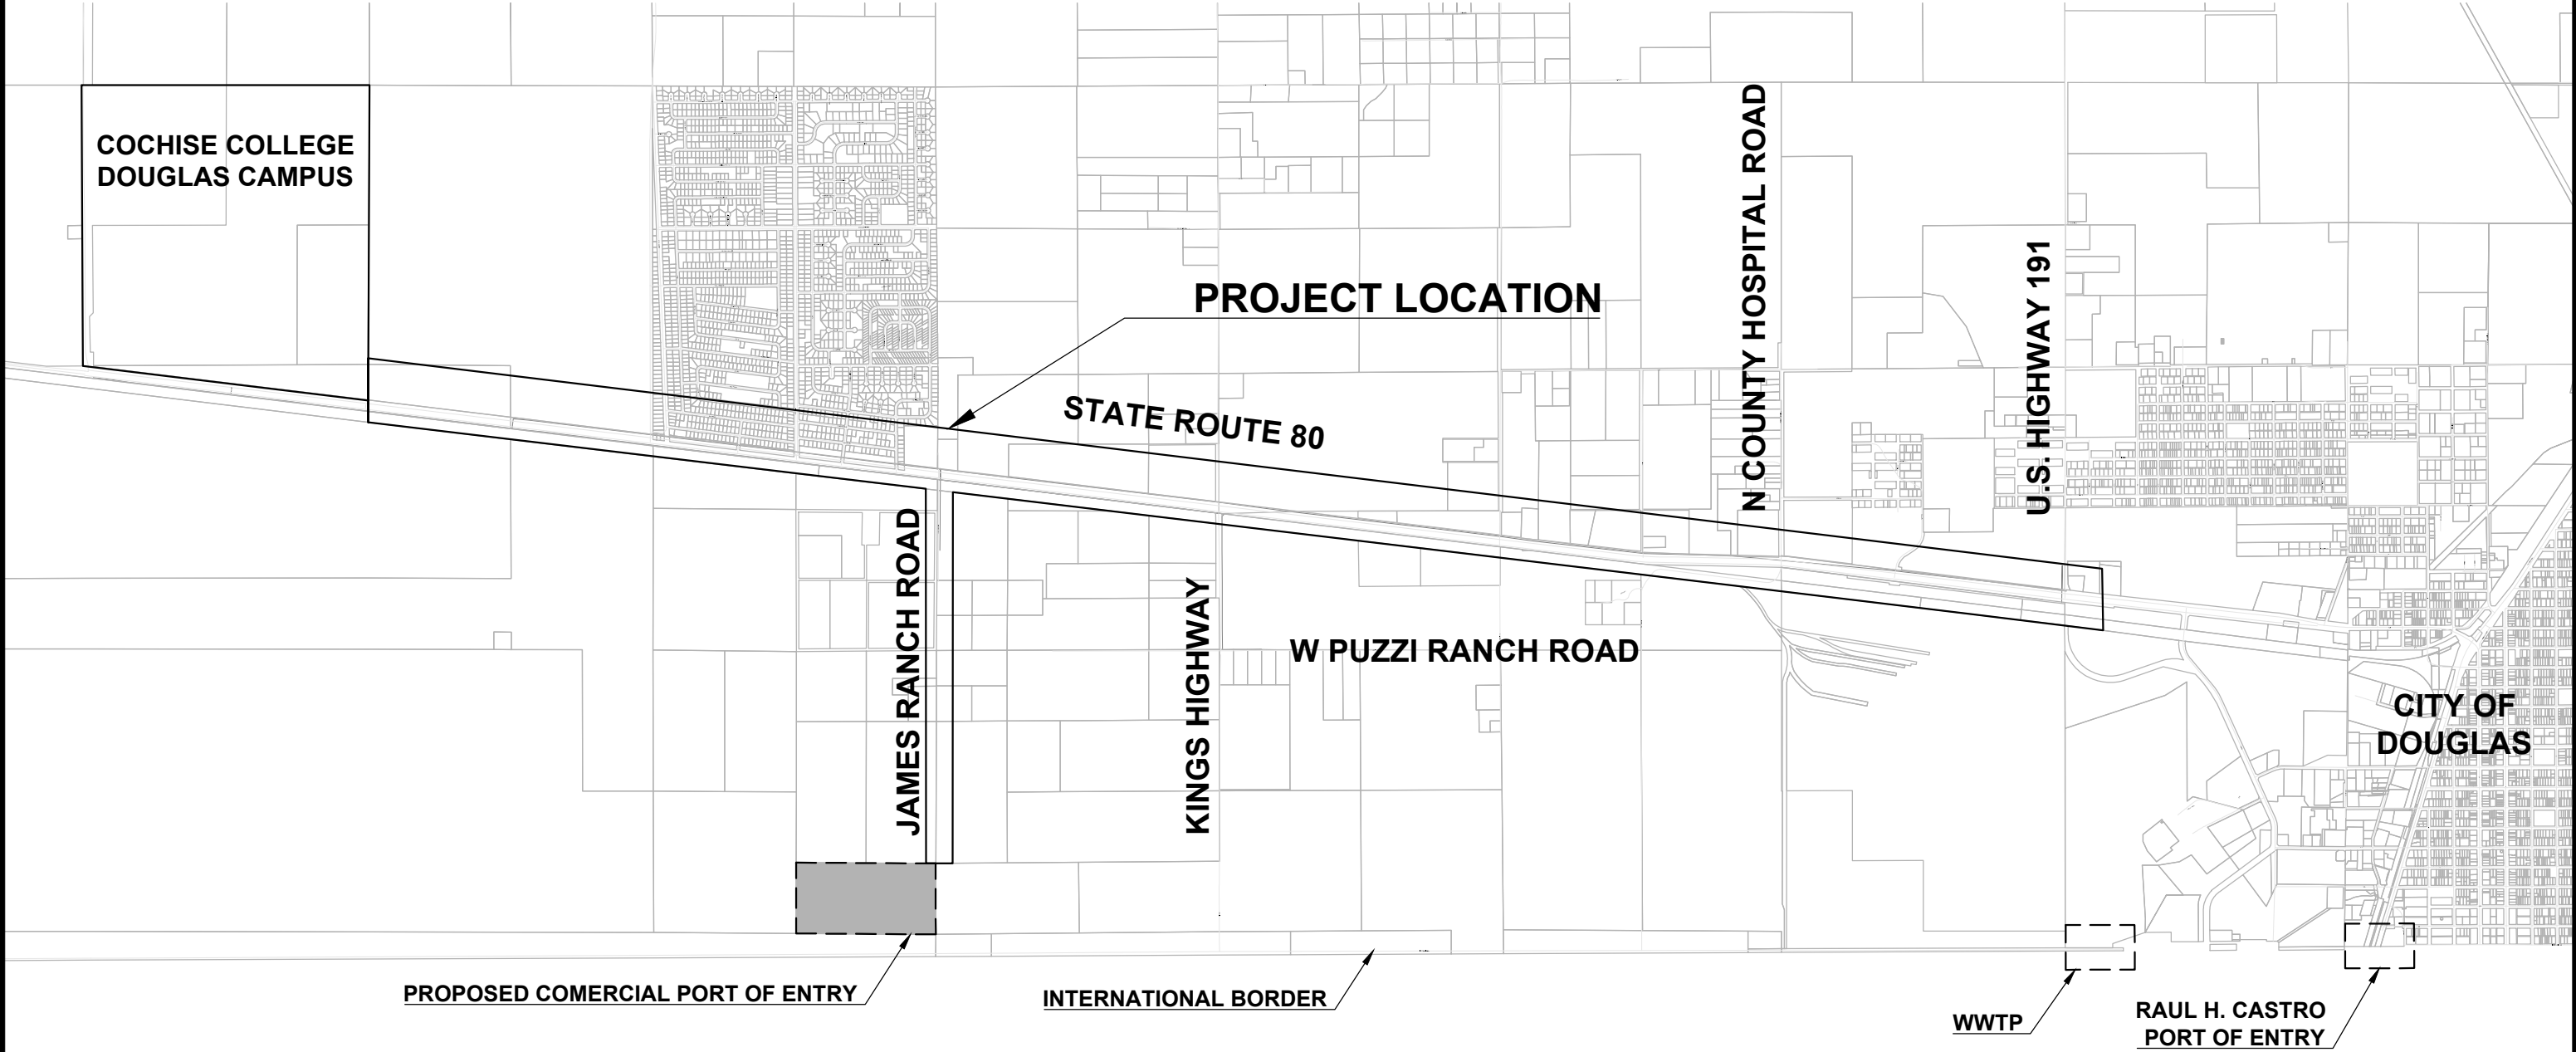 COCHISE COLLEGE
DOUGLAS CAMPUS
PROJECT LOCATION
STATE ROUTE 80
N COUNTY HOSPITAL ROAD
U.S. HIGHWAY 191
JAMES RANCH ROAD
KINGS HIGHWAY
W PUZZI RANCH ROAD
CITY OF
DOUGLAS
PROPOSED COMERCIAL PORT OF ENTRY
INTERNATIONAL BORDER
WWTP
RAUL H. CASTRO
PORT OF ENTRY